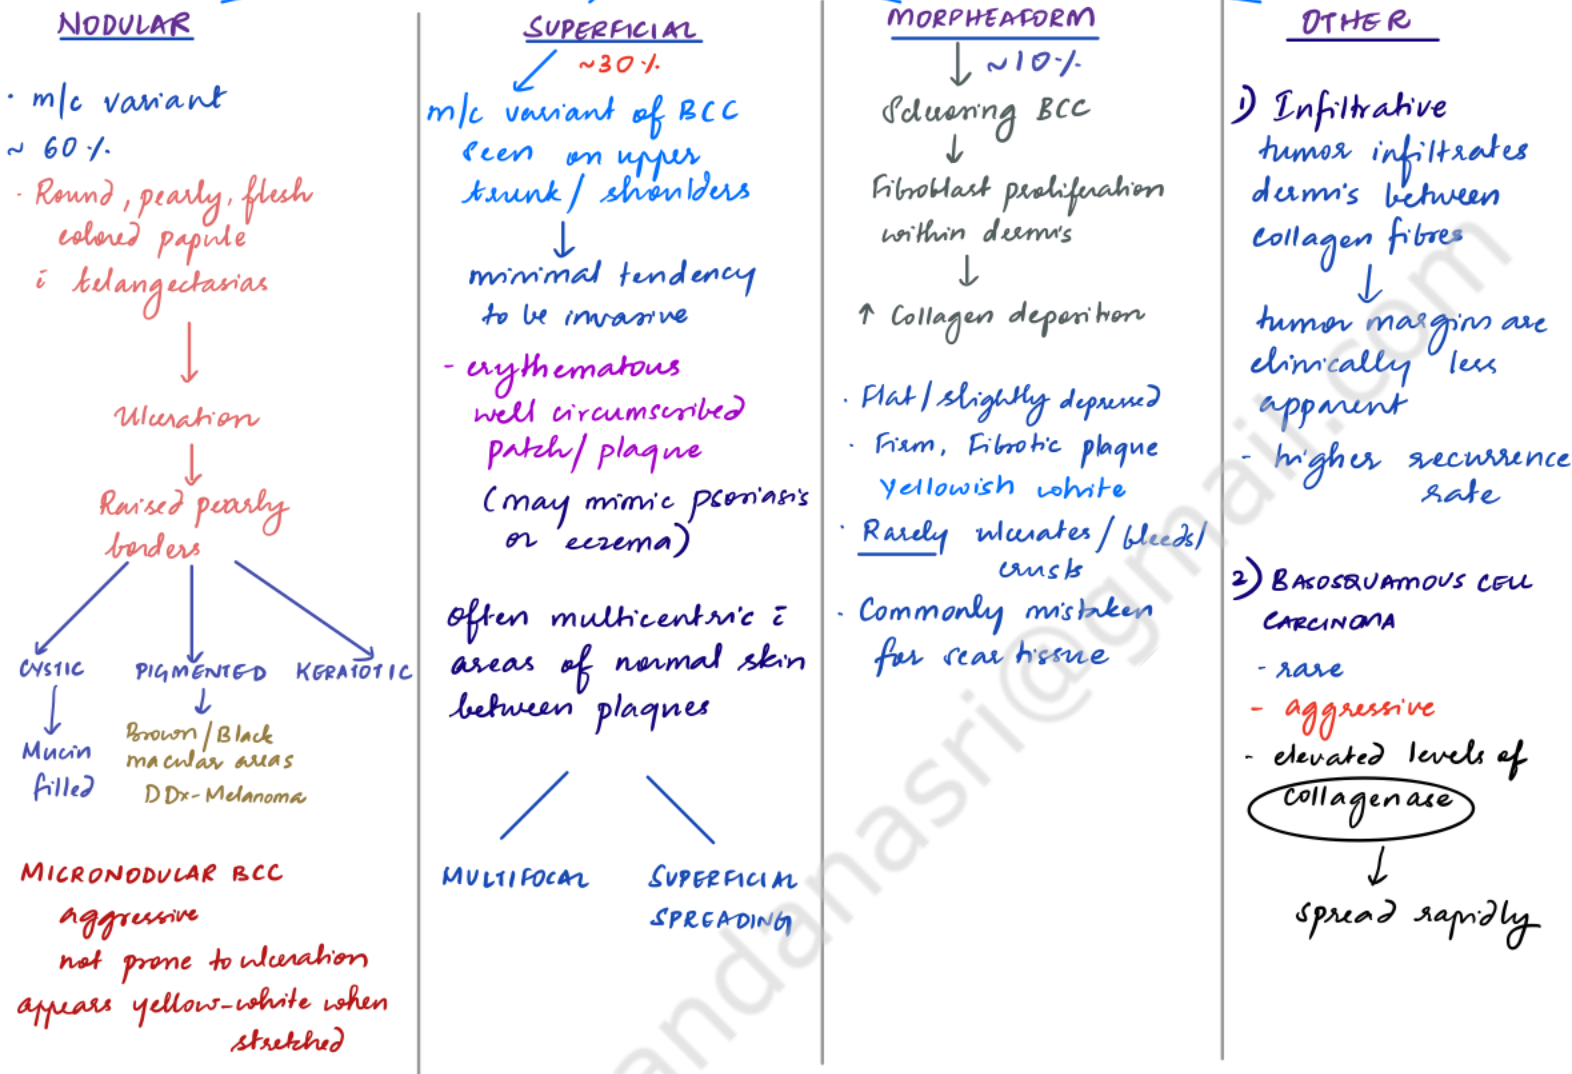 NODULAR
· m/c variant
~ 60 %
- Round, pearly, flesh
colored papule
c̄ telangectasias
Ulceration
Raised pearly
borders
CYSTIC
PIGMENTED
KERATOTIC
Mucin
filled
Brown/Black
macular areas
DDx-Melanoma
MICRONODULAR BCC
aggressive
not prone to ulceration
appears yellow-white when
stretched
SUPERFICIAL
~30 %
m/c variant of BCC
seen on upper
trunk/ shoulders
minimal tendency
to be invasive
- erythematous
well circumscribed
patch/ plaque
(may mimic psoriasis
or eczema)
often multicentric c̄
areas of normal skin
between plaques
MULTIFOCAL
SUPERFICIAL
SPREADING
MORPHEAFORM
~10%
Sclerosing BCC
Fibroblast proliferation
within dermis
↑ Collagen deposition
· Flat/slightly depressed
· Firm, Fibrotic plaque
yellowish white
· Rarely ulcerates/bleeds/
crusts
· Commonly mistaken
for scar tissue
OTHER
1) Infiltrative
tumor infiltrates
dermis between
collagen fibres
tumor margins are
clinically less
apparent
- higher recurrence
rate
2) BASOSQUAMOUS CELL
CARCINOMA
- rare
- aggressive
- elevated levels of
collagenase
spread rapidly
andanasri@gmail.com